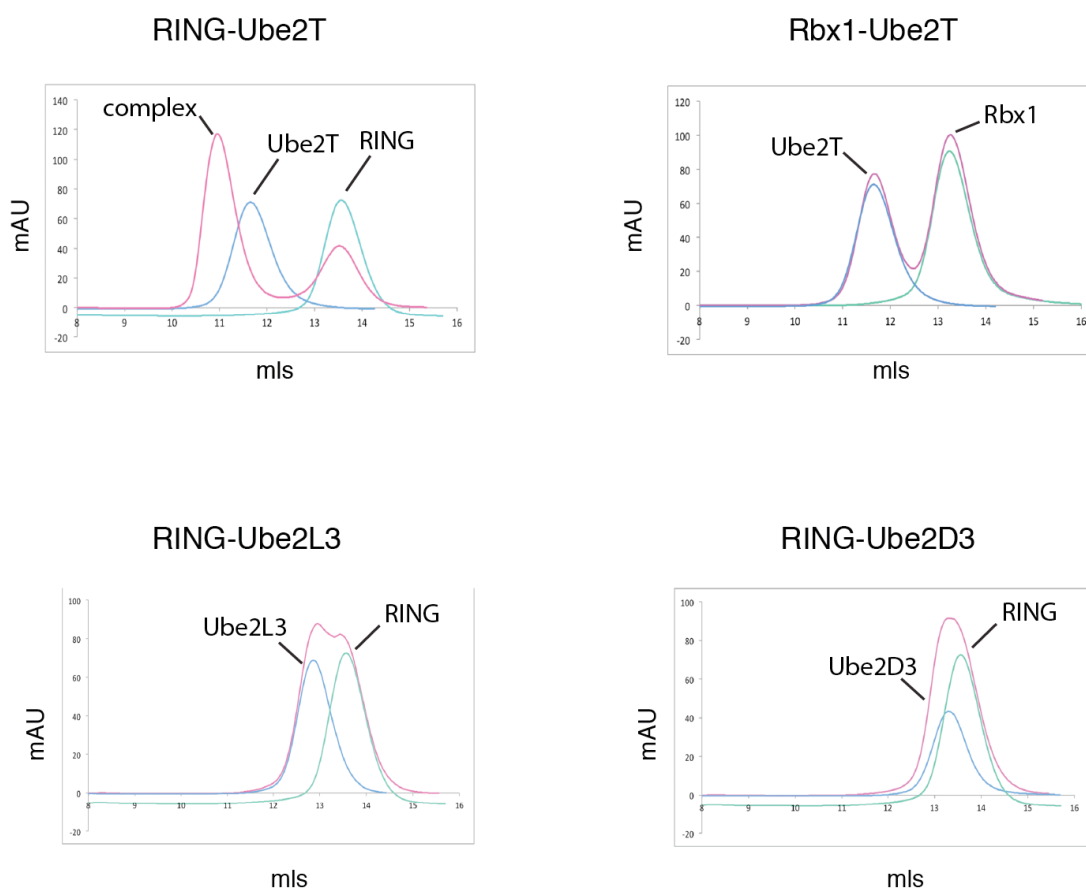 RING-Ube2T
complex
Ube2T
RING
mAU
140
120
100
80
60
40
20
0
-20
8 9 10 11 12 13 14 15 16
mls
Rbx1-Ube2T
Ube2T
Rbx1
mAU
120
100
80
60
40
20
0
-20
8 9 10 11 12 13 14 15 16
mls
RING-Ube2L3
Ube2L3
RING
mAU
100
80
60
40
20
0
-20
8 9 10 11 12 13 14 15 16
mls
RING-Ube2D3
Ube2D3
RING
mAU
100
80
60
40
20
0
-20
8 9 10 11 12 13 14 15 16
mls